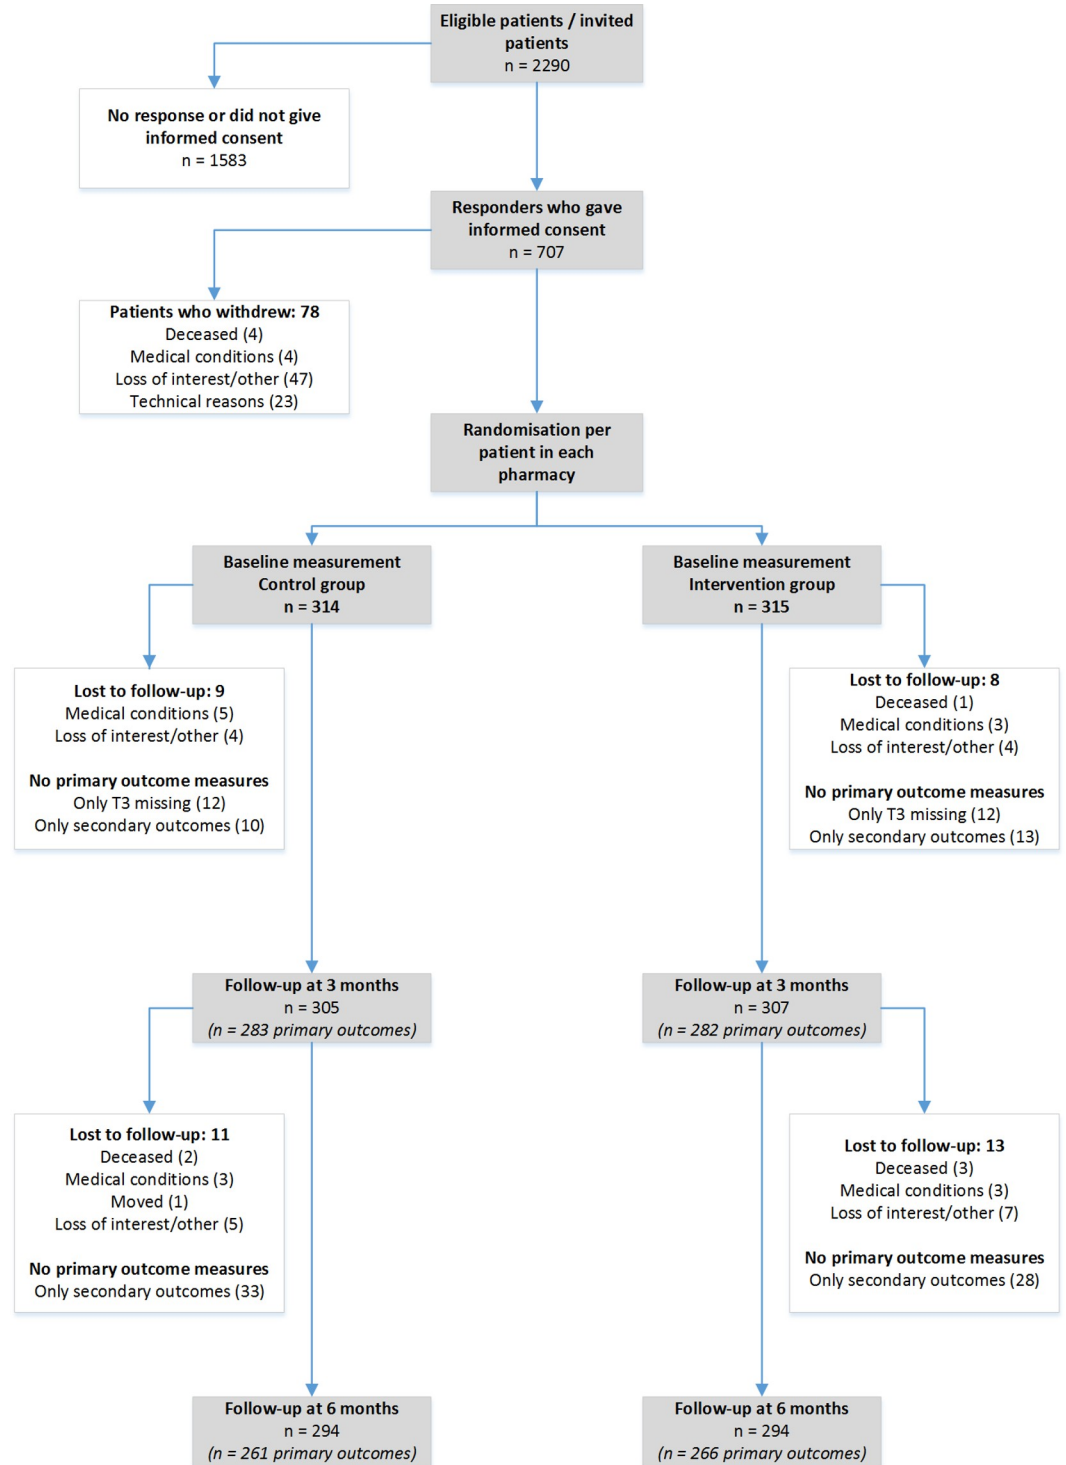 Eligible patients / invited
patients
n = 2290
No response or did not give
informed consent
n = 1583
Responders who gave
informed consent
n = 707
Patients who withdrew: 78
Deceased (4)
Medical conditions (4)
Loss of interest/other (47)
Technical reasons (23)
Randomisation per
patient in each
pharmacy
Baseline measurement
Control group
n = 314
Baseline measurement
Intervention group
n = 315
Lost to follow-up: 9
Medical conditions (5)
Loss of interest/other (4)
No primary outcome measures
Only T3 missing (12)
Only secondary outcomes (10)
Lost to follow-up: 8
Deceased (1)
Medical conditions (3)
Loss of interest/other (4)
No primary outcome measures
Only T3 missing (12)
Only secondary outcomes (13)
Follow-up at 3 months
n = 305
(n = 283 primary outcomes)
Follow-up at 3 months
n = 307
(n = 282 primary outcomes)
Lost to follow-up: 11
Deceased (2)
Medical conditions (3)
Moved (1)
Loss of interest/other (5)
No primary outcome measures
Only secondary outcomes (33)
Lost to follow-up: 13
Deceased (3)
Medical conditions (3)
Loss of interest/other (7)
No primary outcome measures
Only secondary outcomes (28)
Follow-up at 6 months
n = 294
(n = 261 primary outcomes)
Follow-up at 6 months
n = 294
(n = 266 primary outcomes)